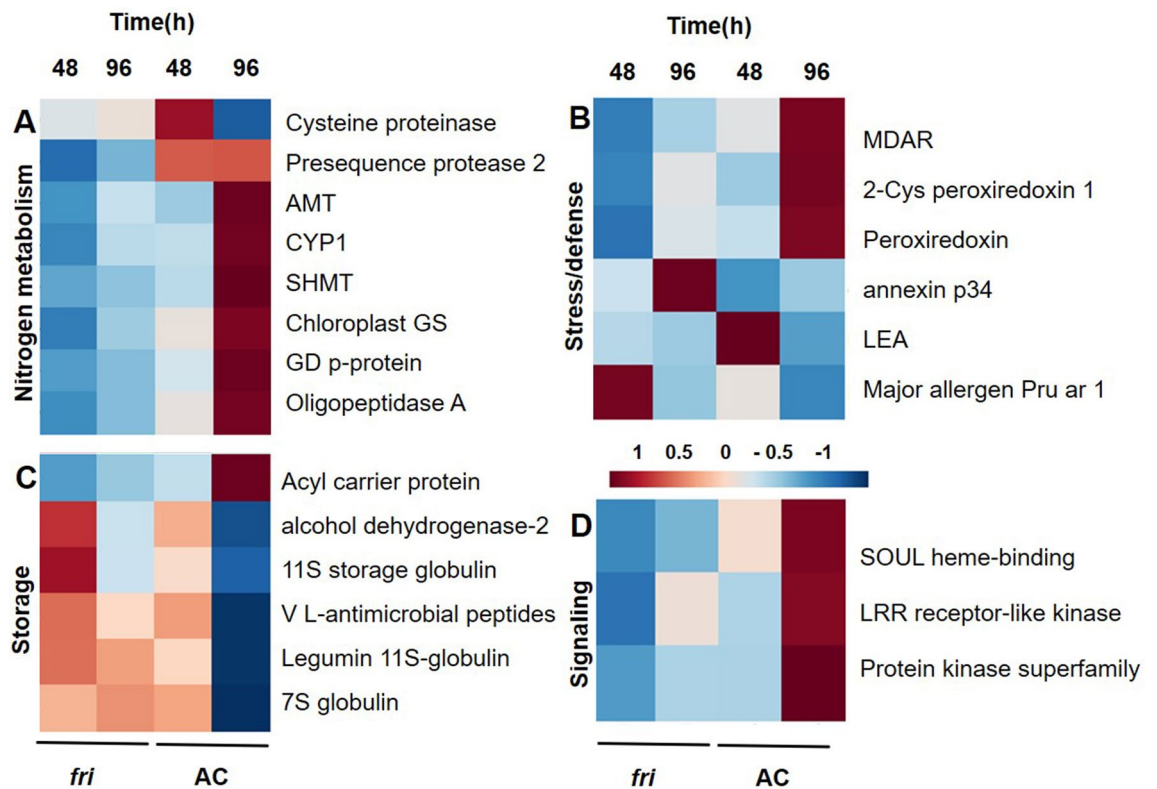 Time(h)
48 96 48 96
A
Nitrogen metabolism
Cysteine proteinase
Presequence protease 2
AMT
CYP1
SHMT
Chloroplast GS
GD p-protein
Oligopeptidase A
C
Storage
Acyl carrier protein
alcohol dehydrogenase-2
11S storage globulin
V L-antimicrobial peptides
Legumin 11S-globulin
7S globulin
fri AC
Time(h)
48 96 48 96
B
Stress/defense
MDAR
2-Cys peroxiredoxin 1
Peroxiredoxin
annexin p34
LEA
Major allergen Pru ar 1
1 0.5 0 - 0.5 -1
D
Signaling
SOUL heme-binding
LRR receptor-like kinase
Protein kinase superfamily
fri AC